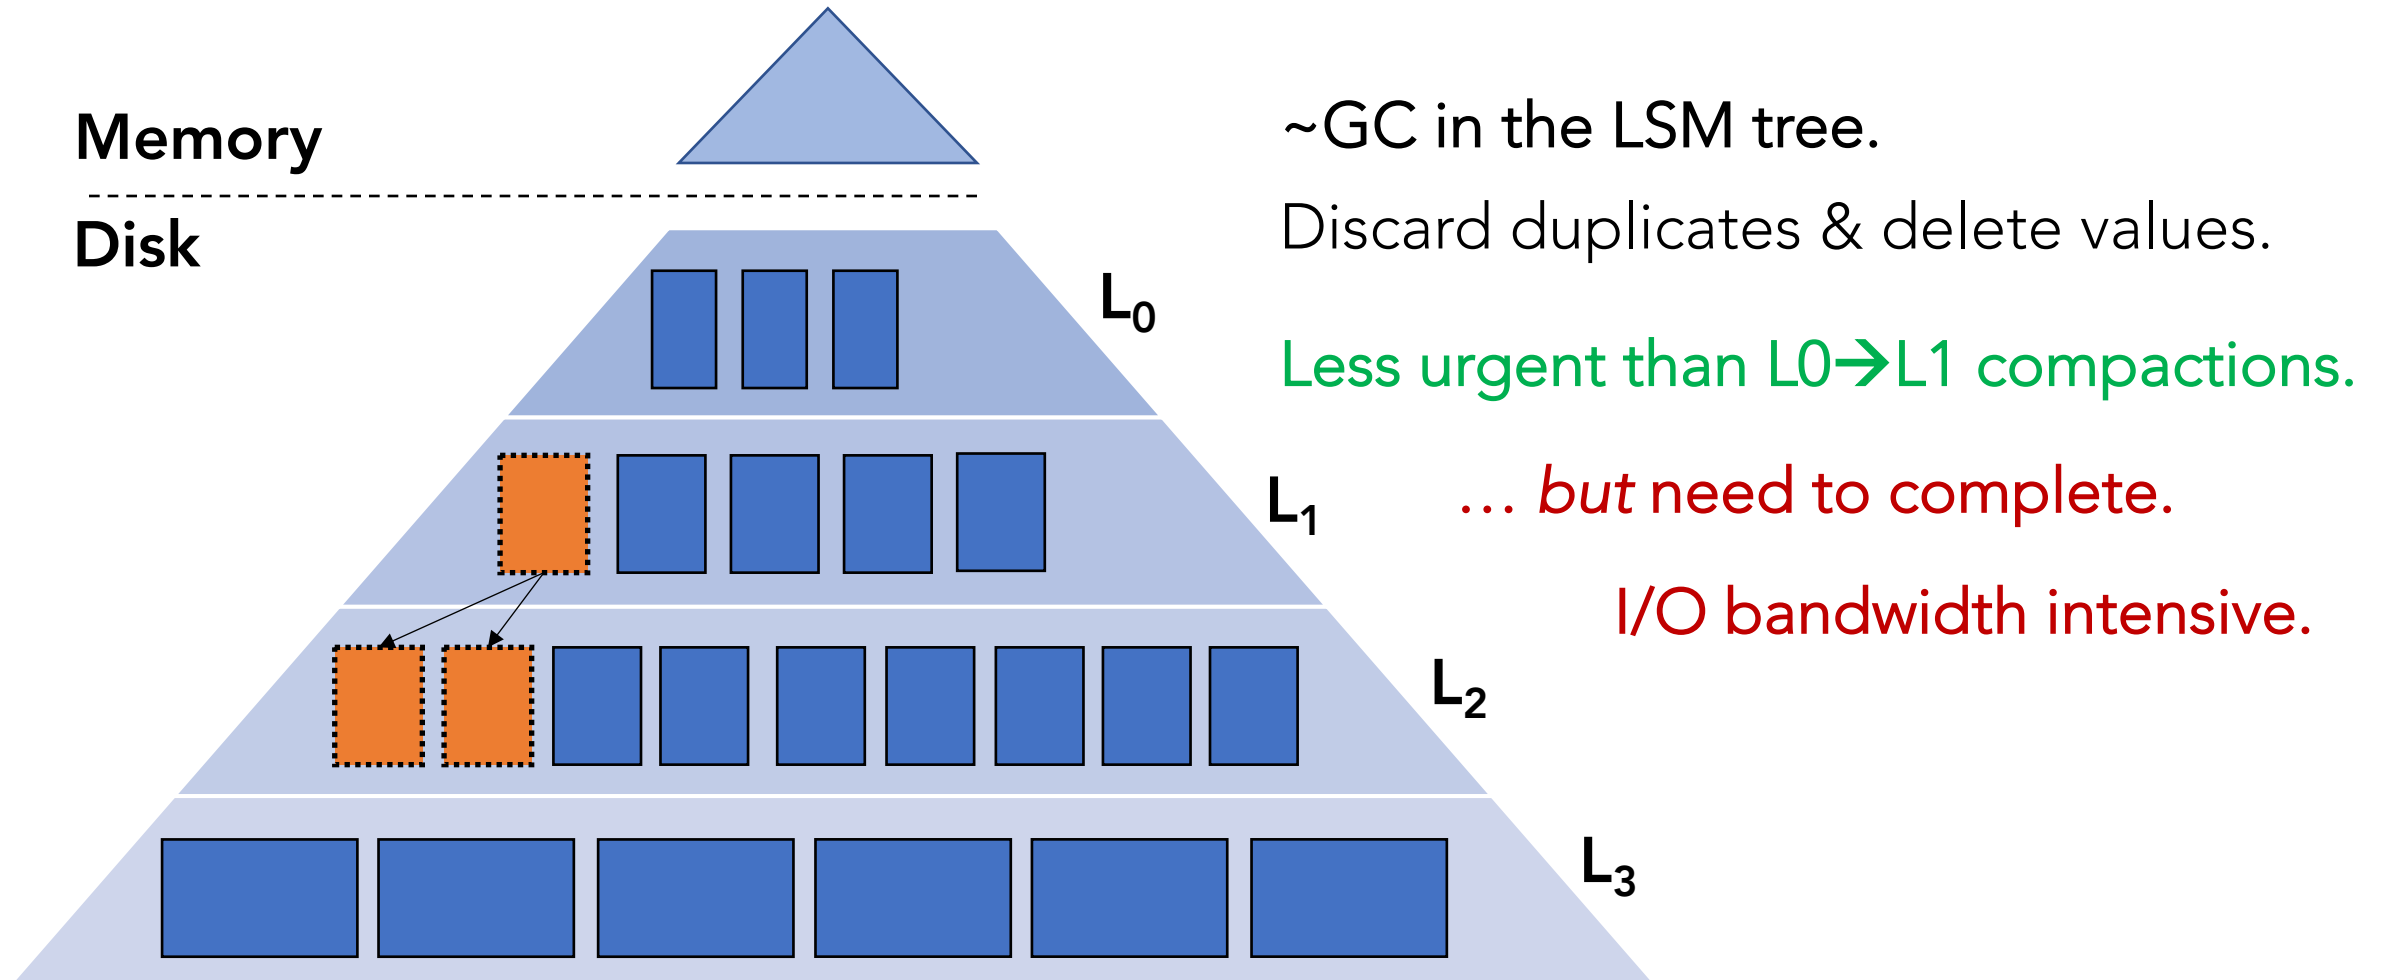 Memory
Disk
L0
L1
L2
L3
~GC in the LSM tree.
Discard duplicates & delete values.
Less urgent than L0→L1 compactions.
… but need to complete.
I/O bandwidth intensive.